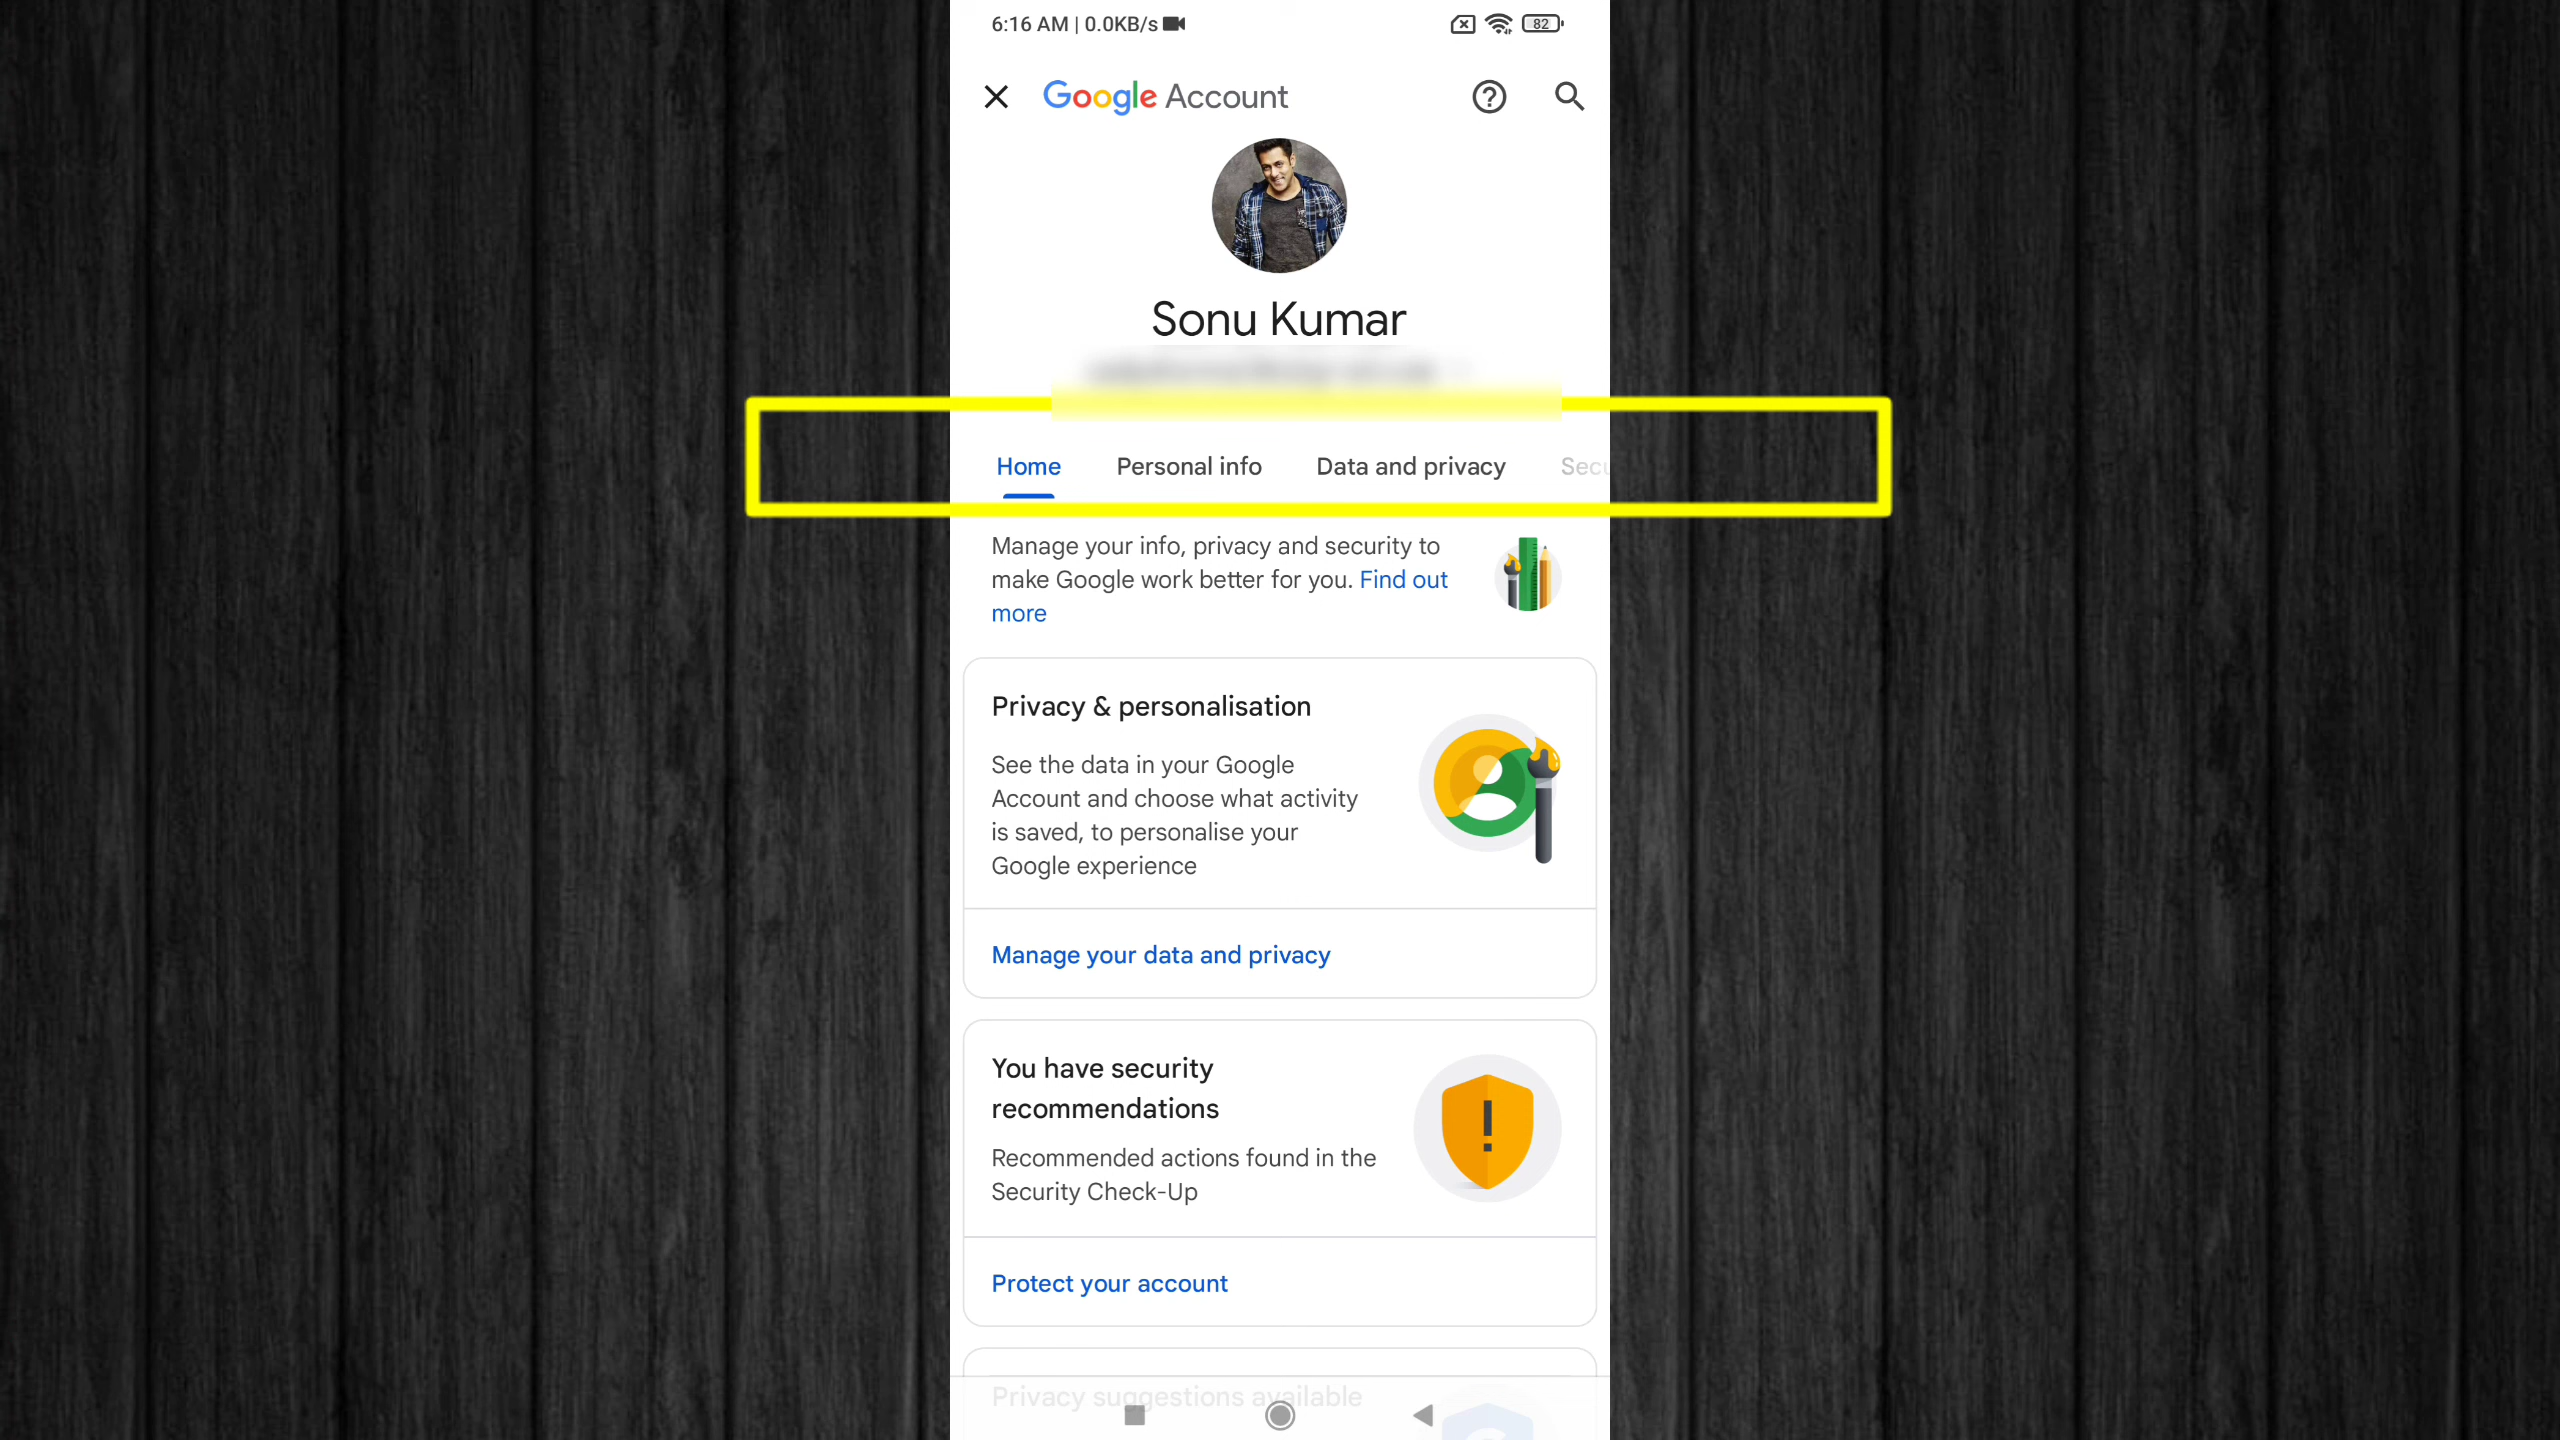 6:16 AM | 0.0KB/s
82
Google Account
Sonu Kumar
Home Personal info Data and privacy Secu
Manage your info, privacy and security to
make Google work better for you. Find out
more
Privacy & personalisation
See the data in your Google
Account and choose what activity
is saved, to personalise your
Google experience
Manage your data and privacy
You have security
recommendations
Recommended actions found in the
Security Check-Up
Protect your account
Privacy suggestions available